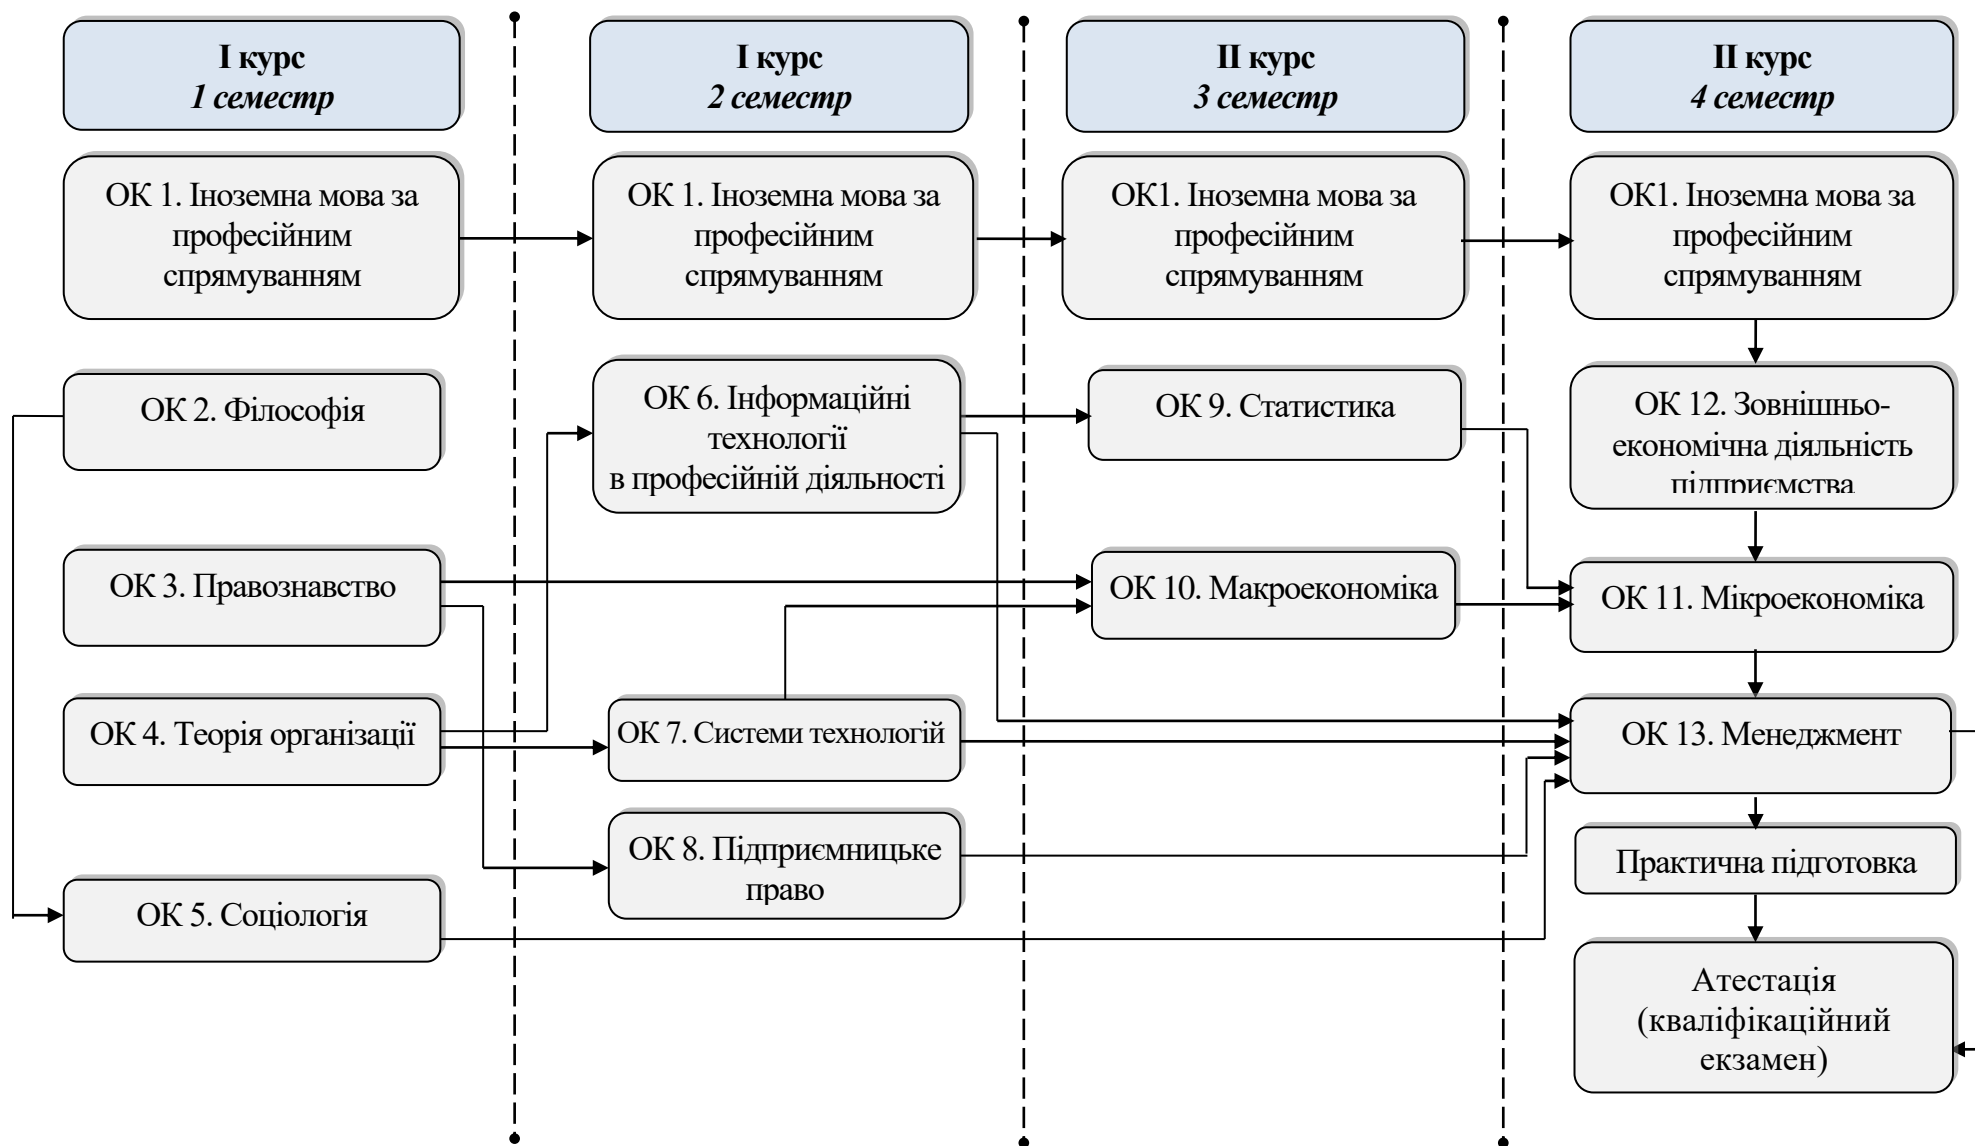 І курс
1 семестр
І курс
2 семестр
ІІ курс
3 семестр
ІІ курс
4 семестр
ОК 1. Іноземна мова за
професійним
спрямуванням
ОК 1. Іноземна мова за
професійним
спрямуванням
ОК1. Іноземна мова за
професійним
спрямуванням
ОК1. Іноземна мова за
професійним
спрямуванням
ОК 2. Філософія
ОК 6. Інформаційні
технології
в професійній діяльності
ОК 9. Статистика
ОК 12. Зовнішньо-
економічна діяльність
підприємства
ОК 3. Правознавство
ОК 10. Макроекономіка
ОК 11. Мікроекономіка
ОК 4. Теорія організації
ОК 7. Системи технологій
ОК 13. Менеджмент
ОК 8. Підприємницьке
право
Практична підготовка
ОК 5. Соціологія
Атестація
(кваліфікаційний
екзамен)